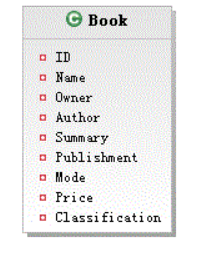 C Book
ID
Name
Owner
Author
Summary
Publishment
Mode
Price
Classification